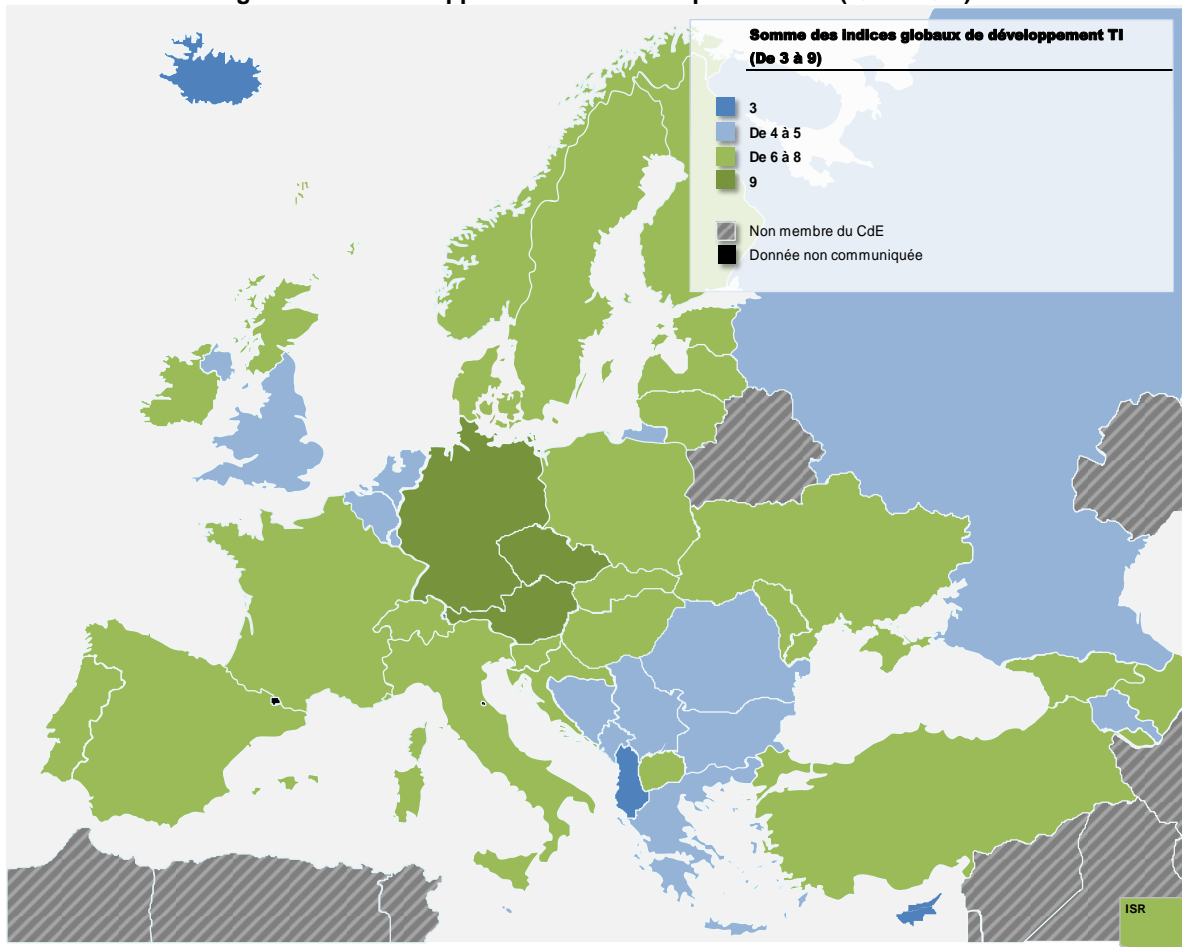 Somme des indices globaux de développement TI
(De 3 à 9)
3
De 4 à 5
De 6 à 8
9
Non membre du CdE
Donnée non communiquée
ISR